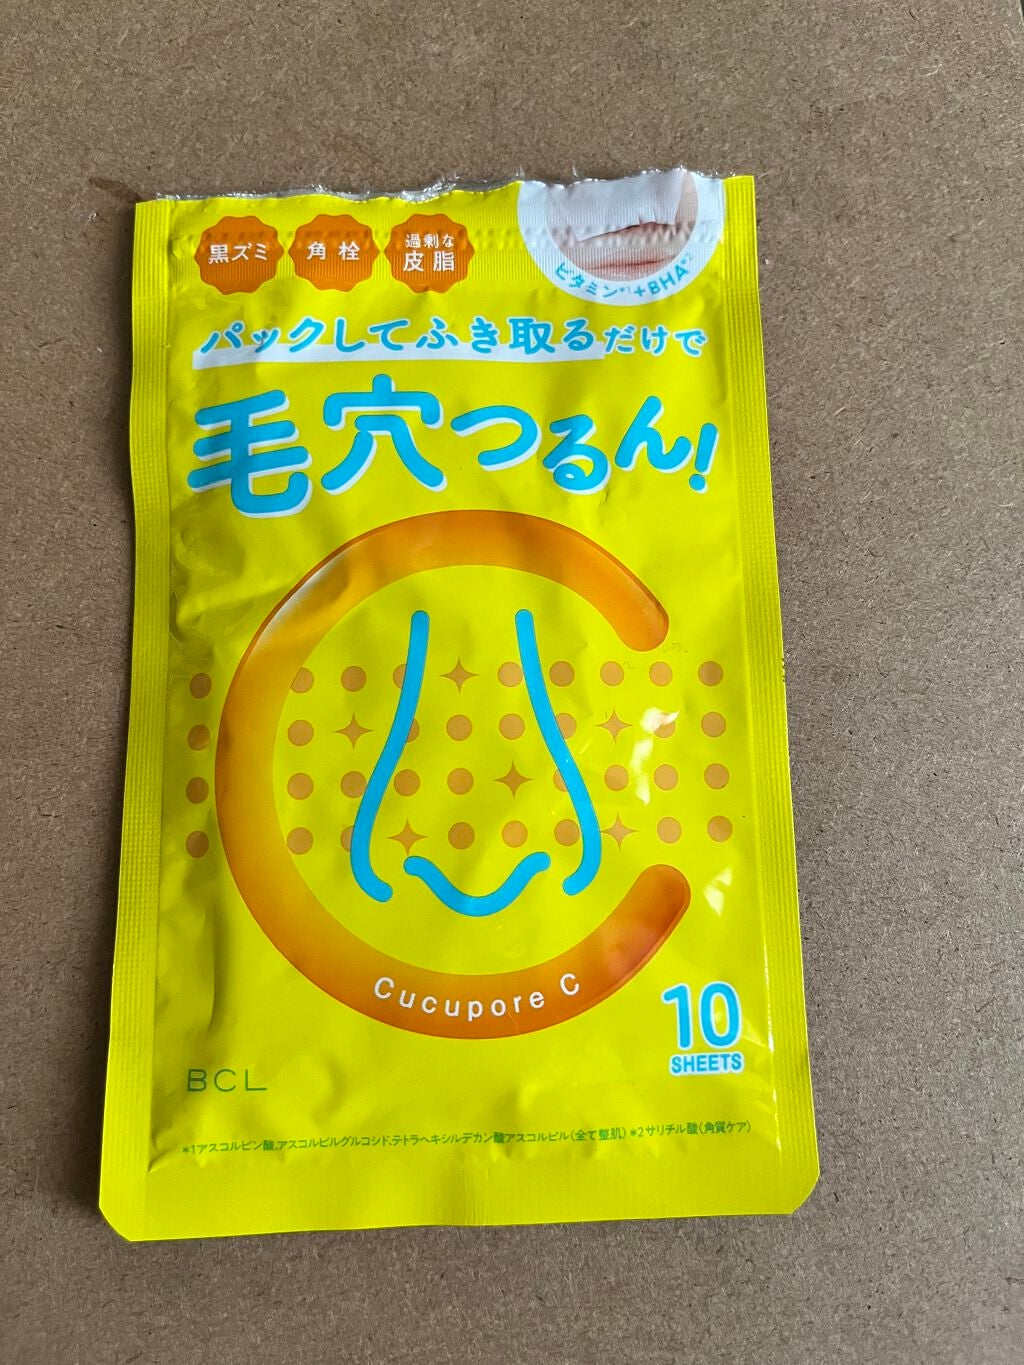 黒ズミ
角栓
過剰な
皮脂
ビタミン*1+BHA*2
パックしてふき取るだけで
毛穴つるん!
Cucupore C
10
SHEETS
BCL
*1アスコルビン酸、アスコルビルグルコシド、テトラヘキシルデカン酸アスコルビル(全て整肌) *2サリチル酸(角質ケア)